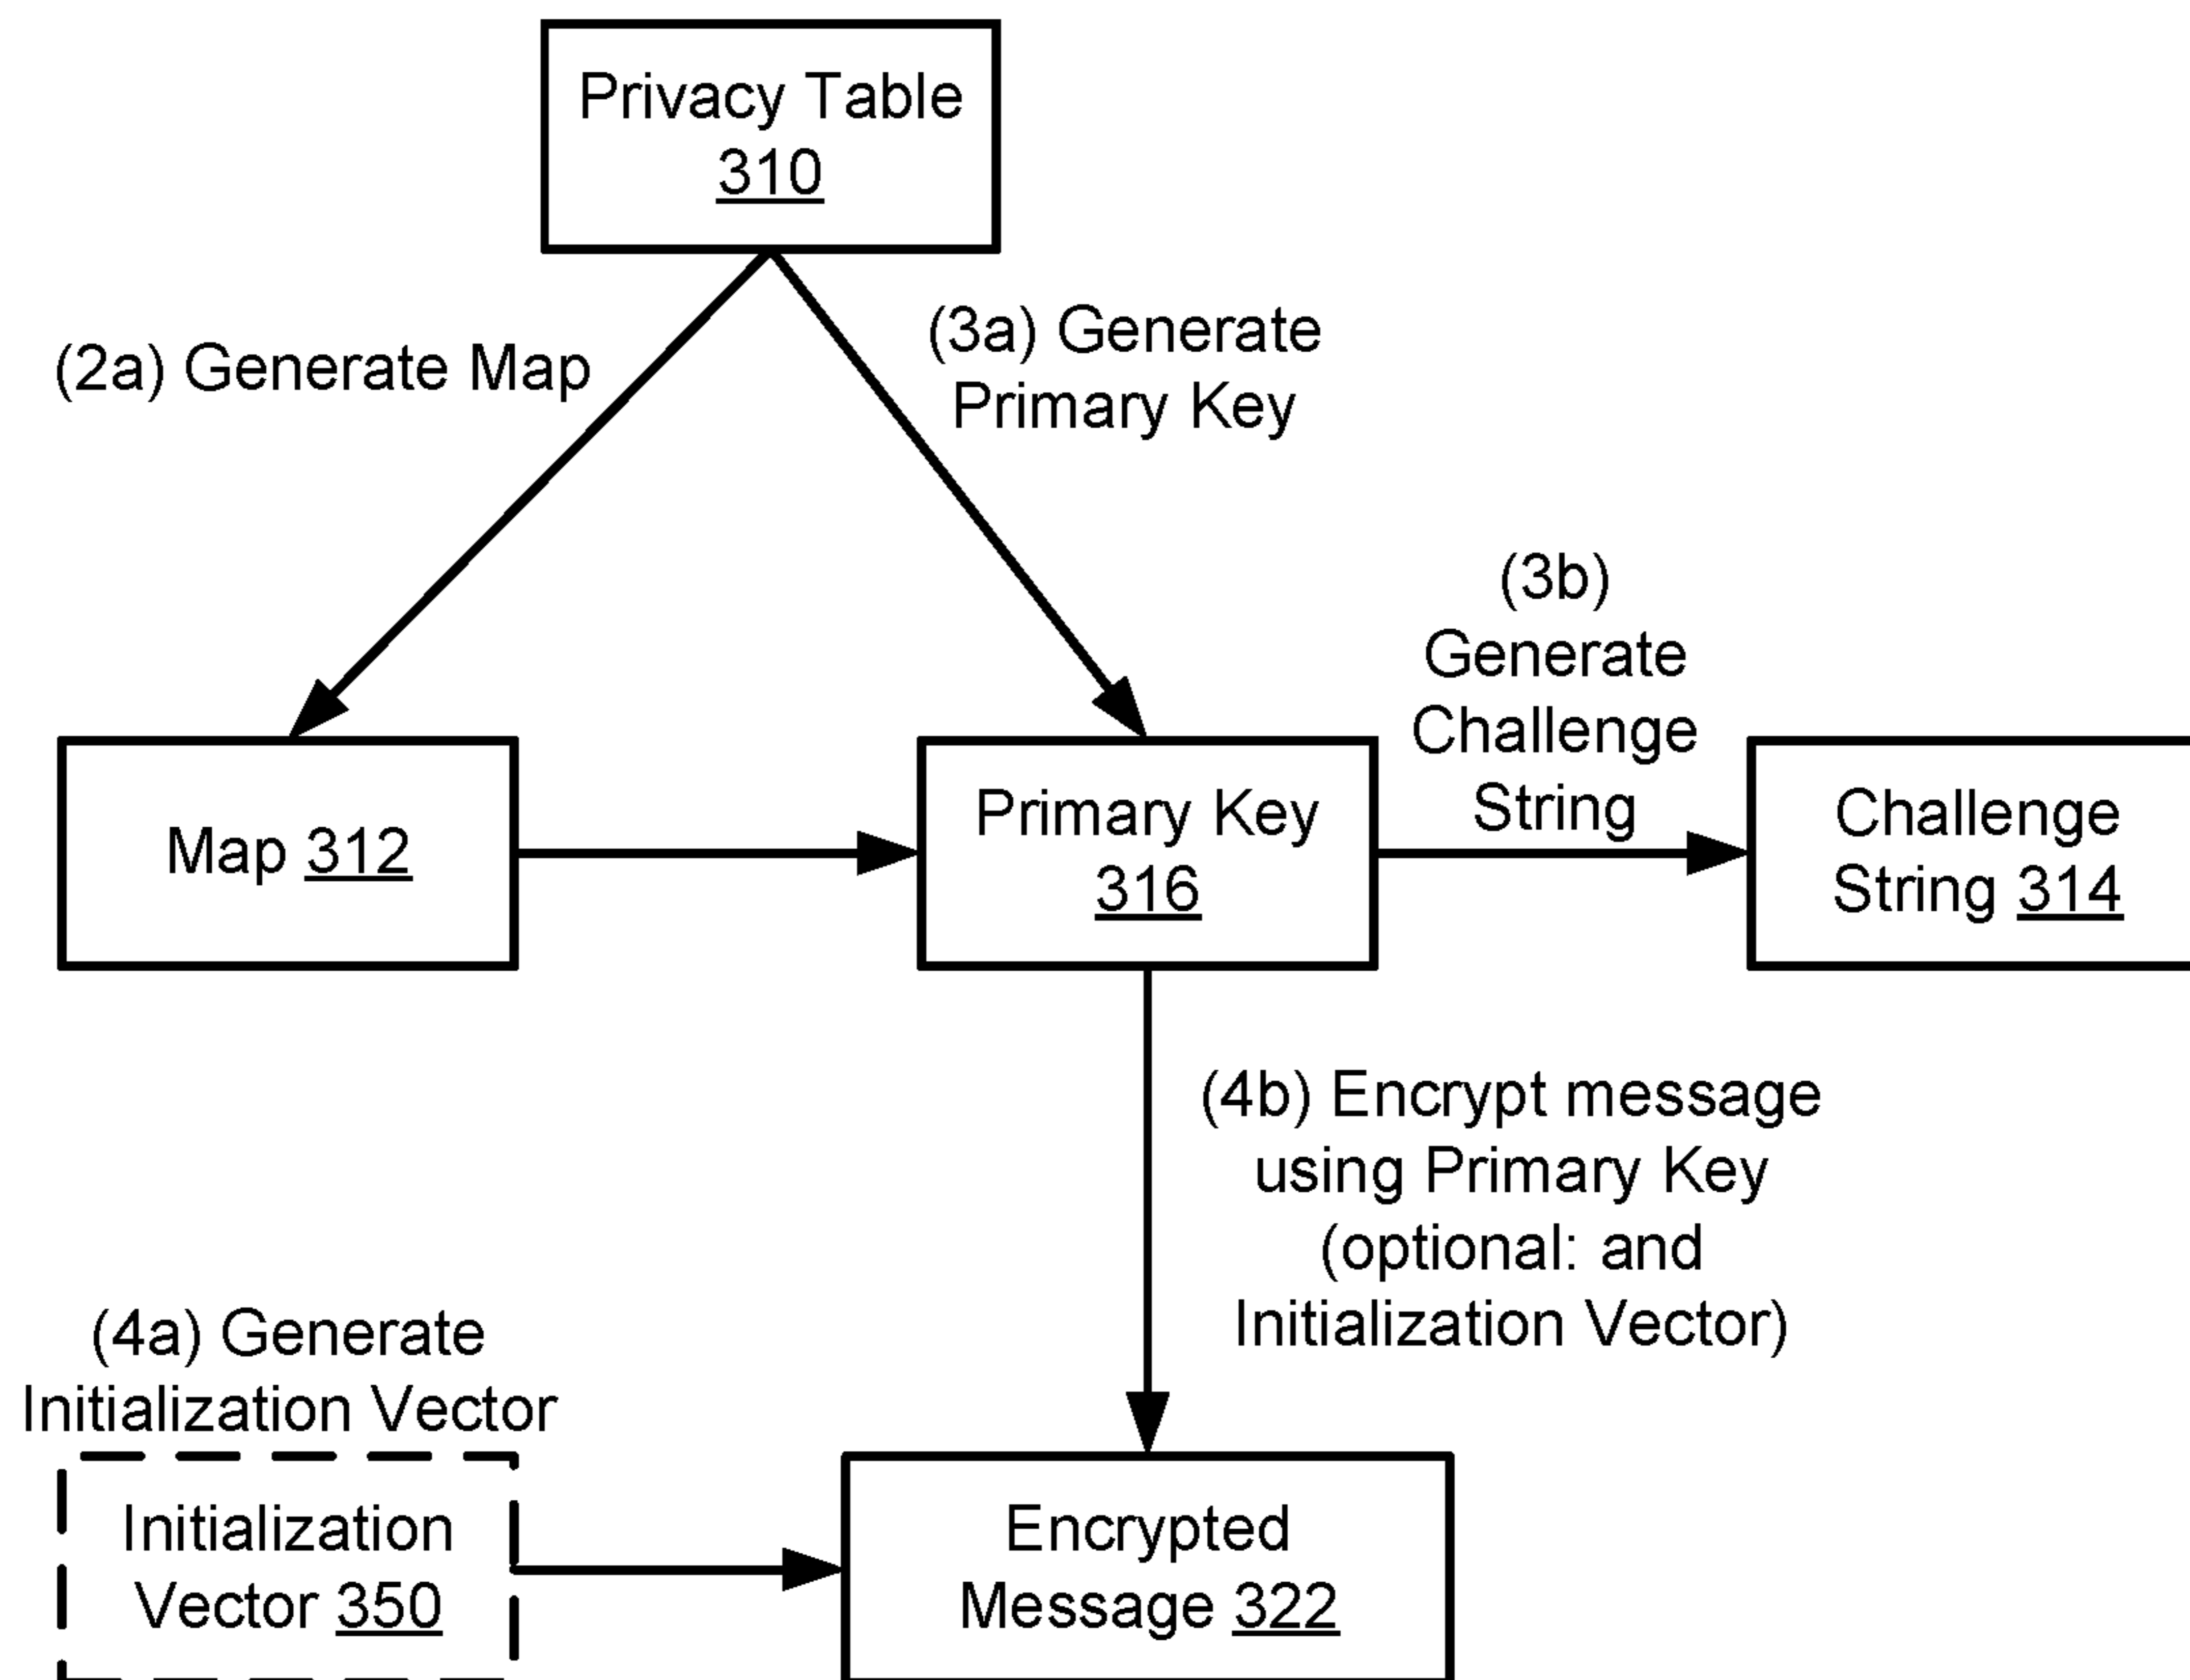 Privacy Table
310
(2a) Generate Map
(3a) Generate
Primary Key
(3b)
Generate
Challenge
String
Map 312
Primary Key
316
Challenge
String 314
(4b) Encrypt message
using Primary Key
(optional: and
Initialization Vector)
(4a) Generate
Initialization Vector
Initialization
Vector 350
Encrypted
Message 322